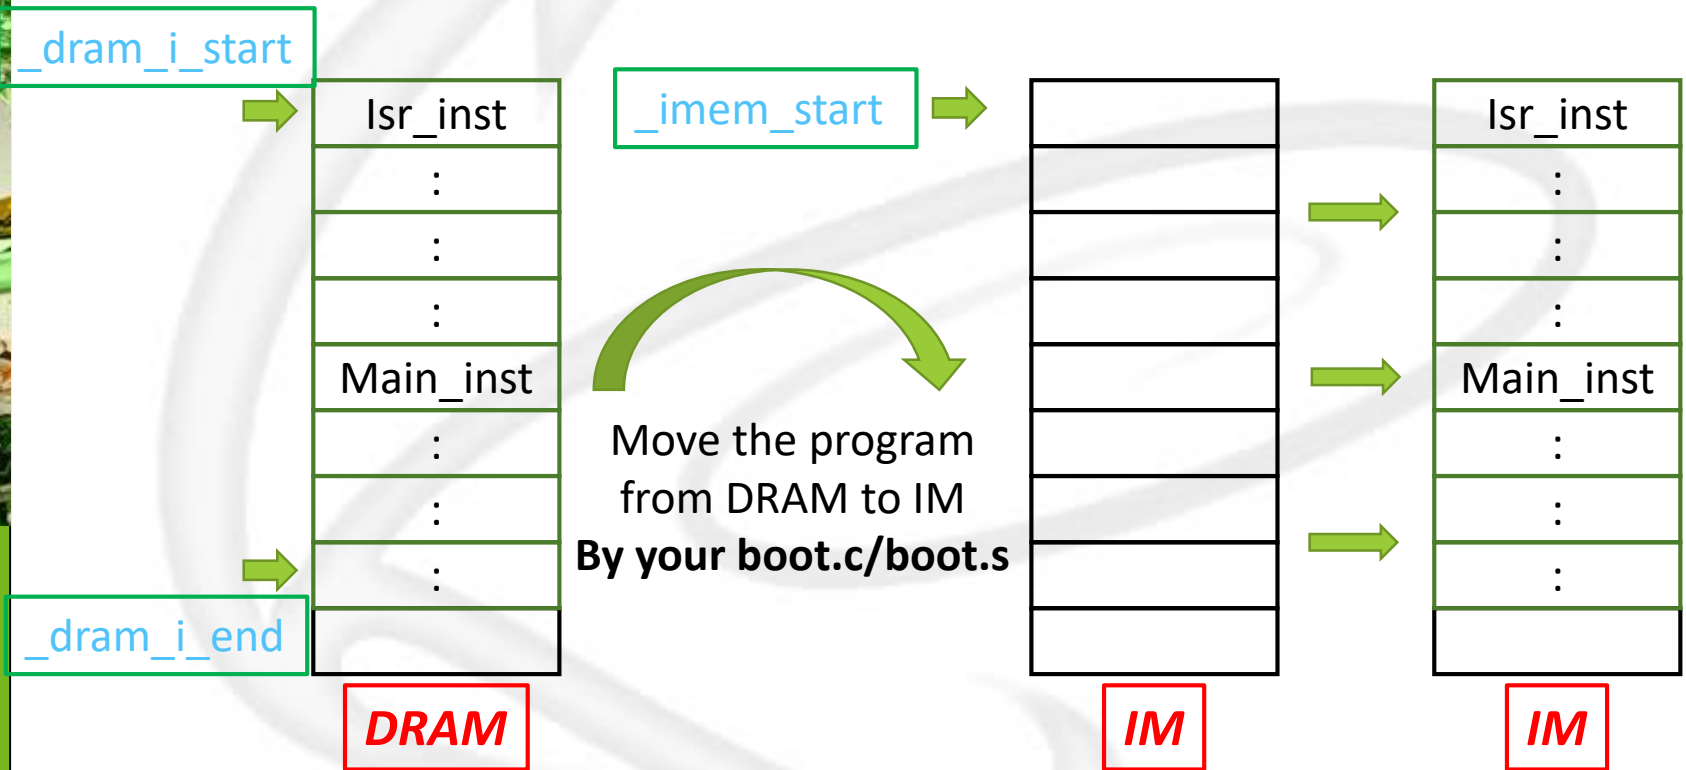 _dram_i_start
Isr_inst
:
:
:
Main_inst
:
:
:
_dram_i_end
DRAM
_imem_start
Move the program
from DRAM to IM
By your boot.c/boot.s
IM
Isr_inst
:
:
:
Main_inst
:
:
:
IM